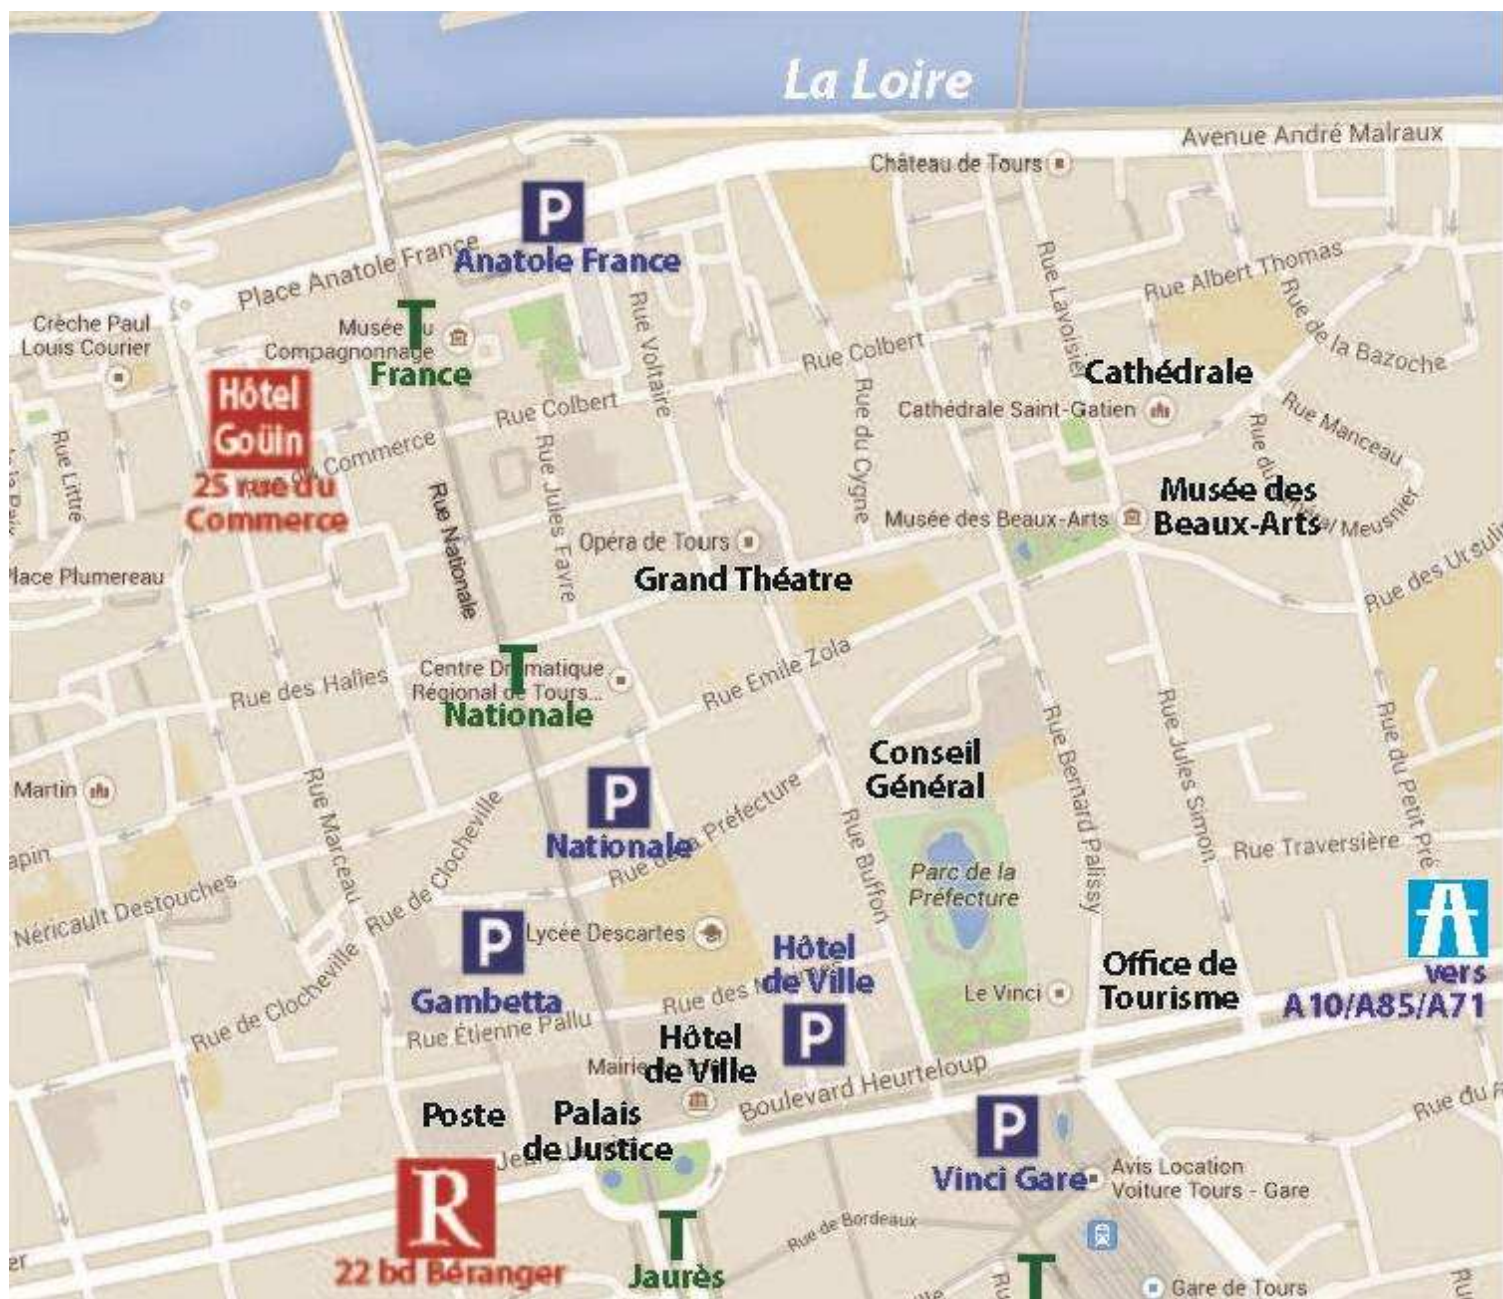 La Loire
Avenue André Malraux
Château de Tours
P
Anatole France
Place Anatole France
Rue Albert Thomas
Rue Lavoisier
Rue de la Bazoche
Rue Voltaire
T
France
Crèche Paul
Louis Courier
Musée
Compagnonnage
Rue Colbert
Cathédrale
Cathédrale Saint-Gatien
Rue Manceau
Hôtel
Goüin
25 rue du
Commerce
Commerce
Rue Colbert
Rue du Cygne
Rue Littré
Rue Nationale
Rue Jules Favre
Musée des
Beaux-Arts
Musée des Beaux-Arts
Meusnier
Opéra de Tours
Grand Théatre
Place Plumereau
Rue des Ursulin
T
Centre Dramatique
Régional de Tours...
Nationale
Rue des Halles
Rue Emile Zola
Rue Bernard Palissy
Rue Jules Simon
Rue du Petit Pré
Conseil
Général
Martin
Rue Marceau
Rue de Clocheville
P
Nationale
Rue de la Préfecture
Rue Buffon
Rue Traversière
Parc de la
Préfecture
Néricault Destouches
P
Gambetta
Lycée Descartes
Hôtel
de Ville
P
Rue des
Rue de Clocheville
Rue Étienne Pallu
Le Vinci
Office de
Tourisme
A
vers
A10/A85/A71
Hôtel
de Ville
Mairie
Boulevard Heurteloup
Rue du
Poste
Palais
de Justice
P
Vinci Gare
Avis Location
Voiture Tours - Gare
R
22 bd Béranger
T
Jaurès
Rue de Bordeaux
T
Gare de Tours